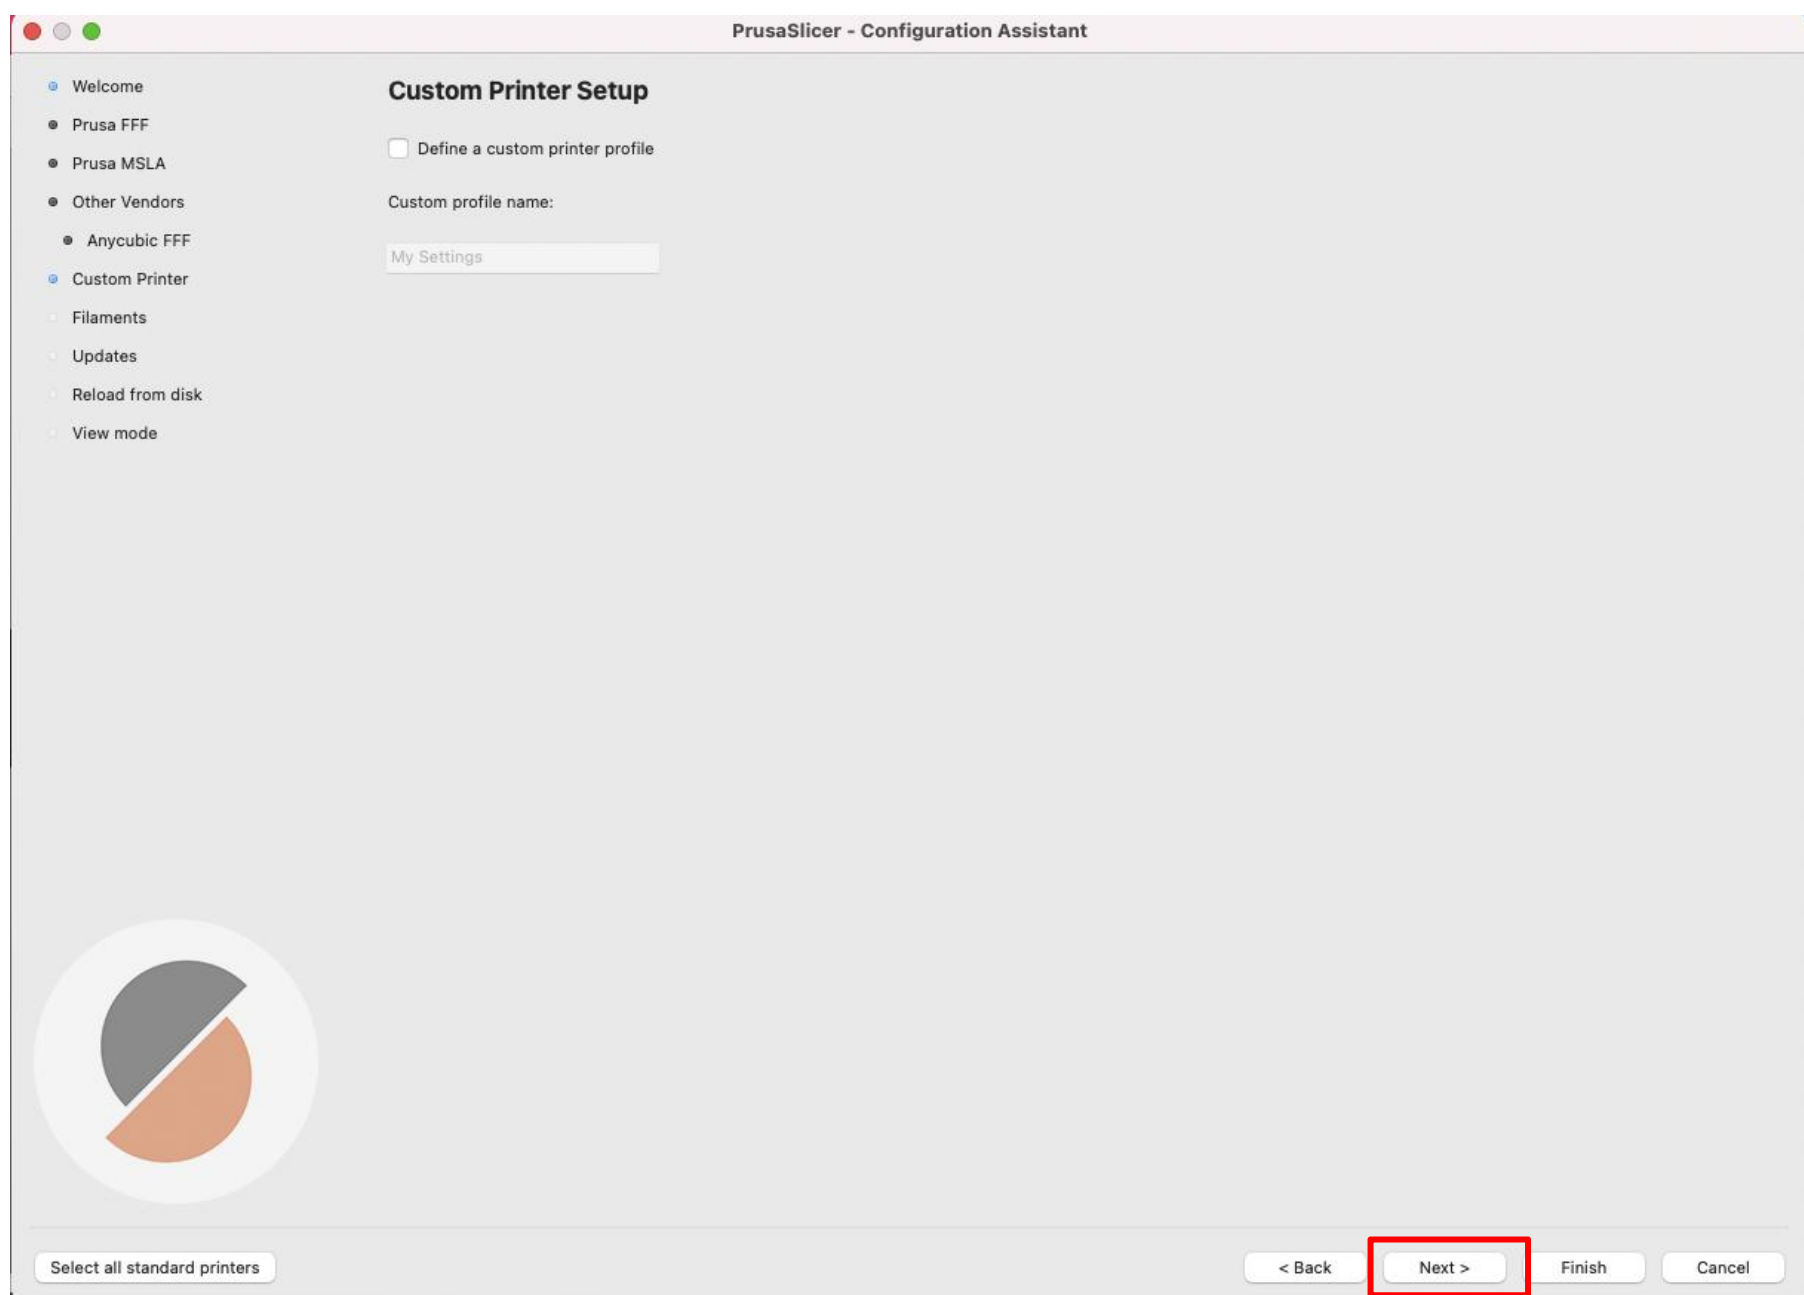 PrusaSlicer - Configuration Assistant
Welcome
Prusa FFF
Prusa MSLA
Other Vendors
Anycubic FFF
Custom Printer
Filaments
Updates
Reload from disk
View mode
Custom Printer Setup
Define a custom printer profile
Custom profile name:
My Settings
Select all standard printers
< Back
Next >
Finish
Cancel